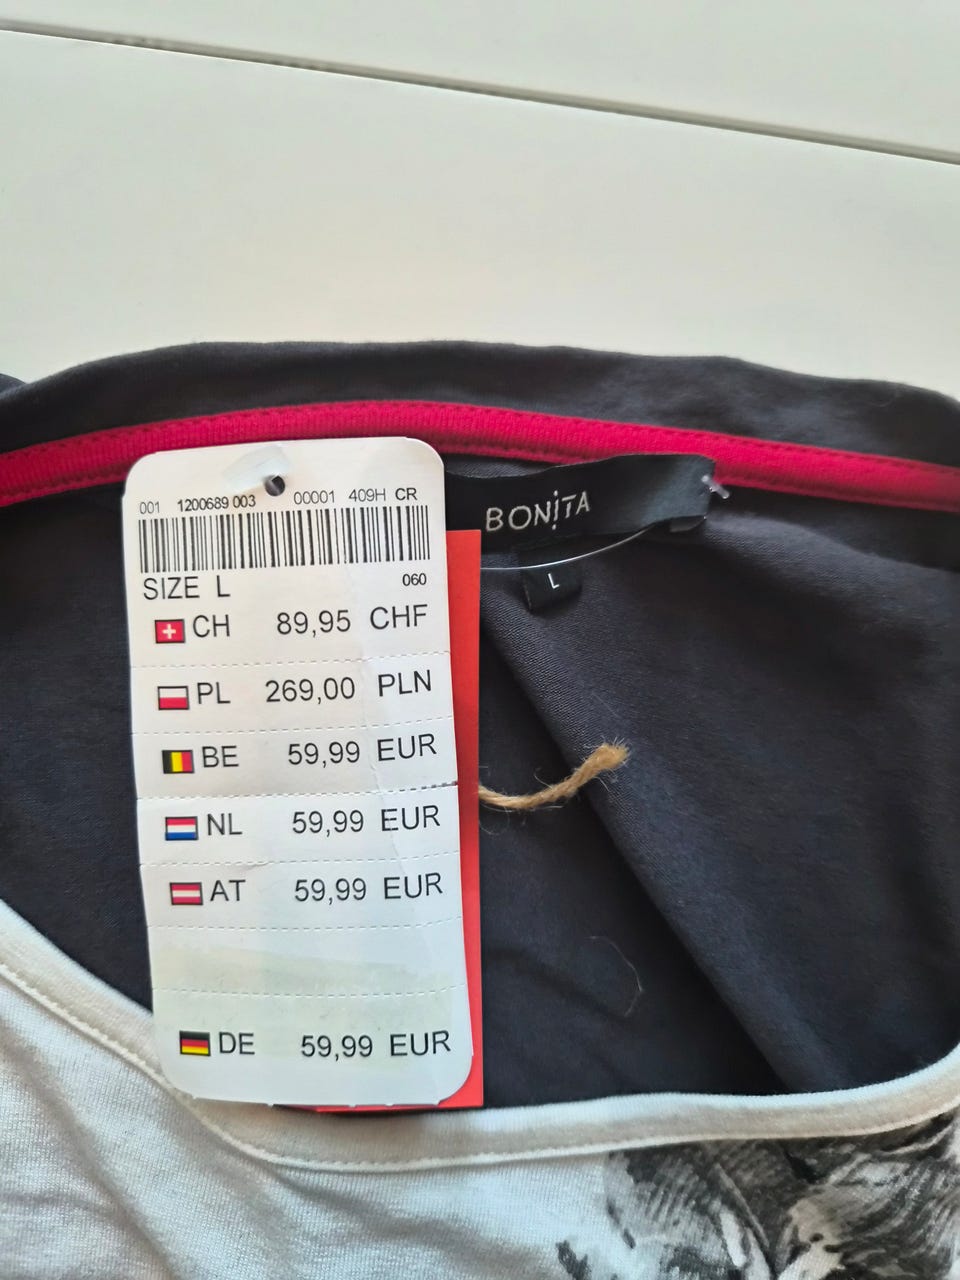 001 1200689 003 00001 409H CR
SIZE L 060
CH 89,95 CHF
PL 269,00 PLN
BE 59,99 EUR
NL 59,99 EUR
AT 59,99 EUR
DE 59,99 EUR
BONiTA
L